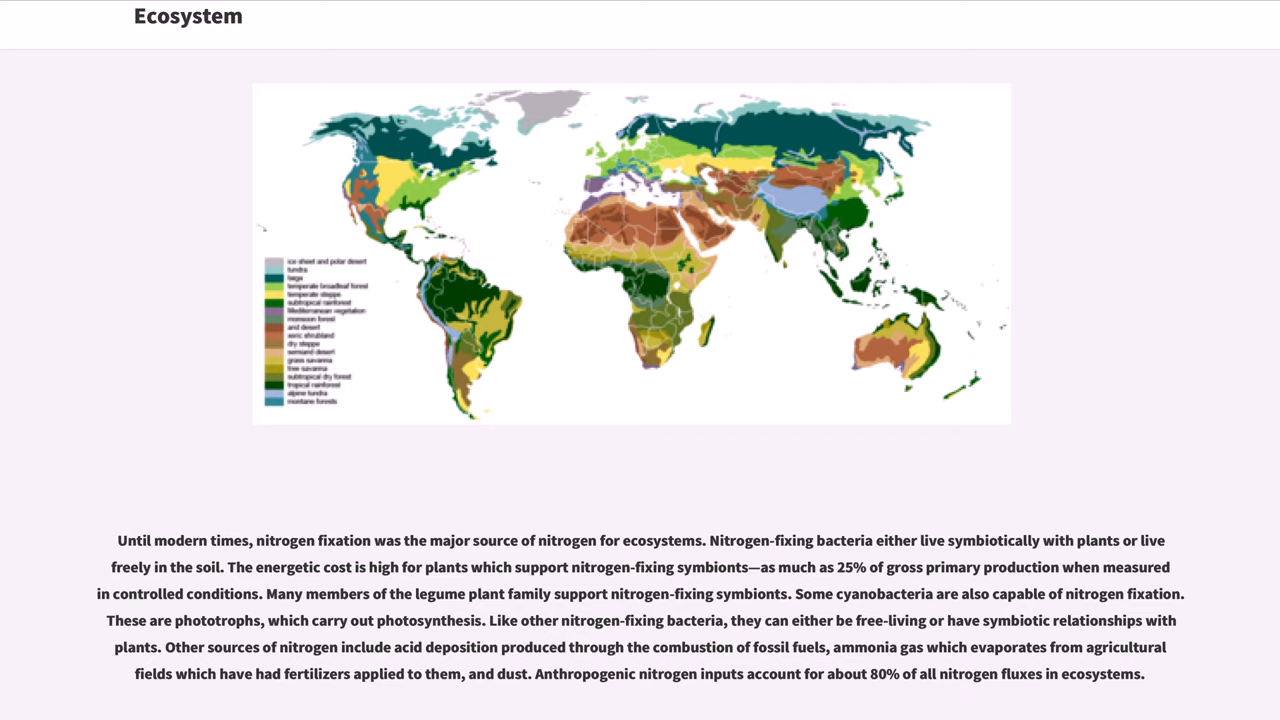 Ecosystem
ice sheet and polar desert
tundra
taiga
temperate broadleaf forest
temperate steppe
subtropical rainforest
Mediterranean vegetation
monsoon forest
arid desert
xeric shrubland
dry steppe
semiarid desert
grass savanna
tree savanna
subtropical dry forest
tropical rainforest
alpine tundra
montane forests
Until modern times, nitrogen fixation was the major source of nitrogen for ecosystems. Nitrogen-fixing bacteria either live symbiotically with plants or live
freely in the soil. The energetic cost is high for plants which support nitrogen-fixing symbionts—as much as 25% of gross primary production when measured
in controlled conditions. Many members of the legume plant family support nitrogen-fixing symbionts. Some cyanobacteria are also capable of nitrogen fixation.
These are phototrophs, which carry out photosynthesis. Like other nitrogen-fixing bacteria, they can either be free-living or have symbiotic relationships with
plants. Other sources of nitrogen include acid deposition produced through the combustion of fossil fuels, ammonia gas which evaporates from agricultural
fields which have had fertilizers applied to them, and dust. Anthropogenic nitrogen inputs account for about 80% of all nitrogen fluxes in ecosystems.